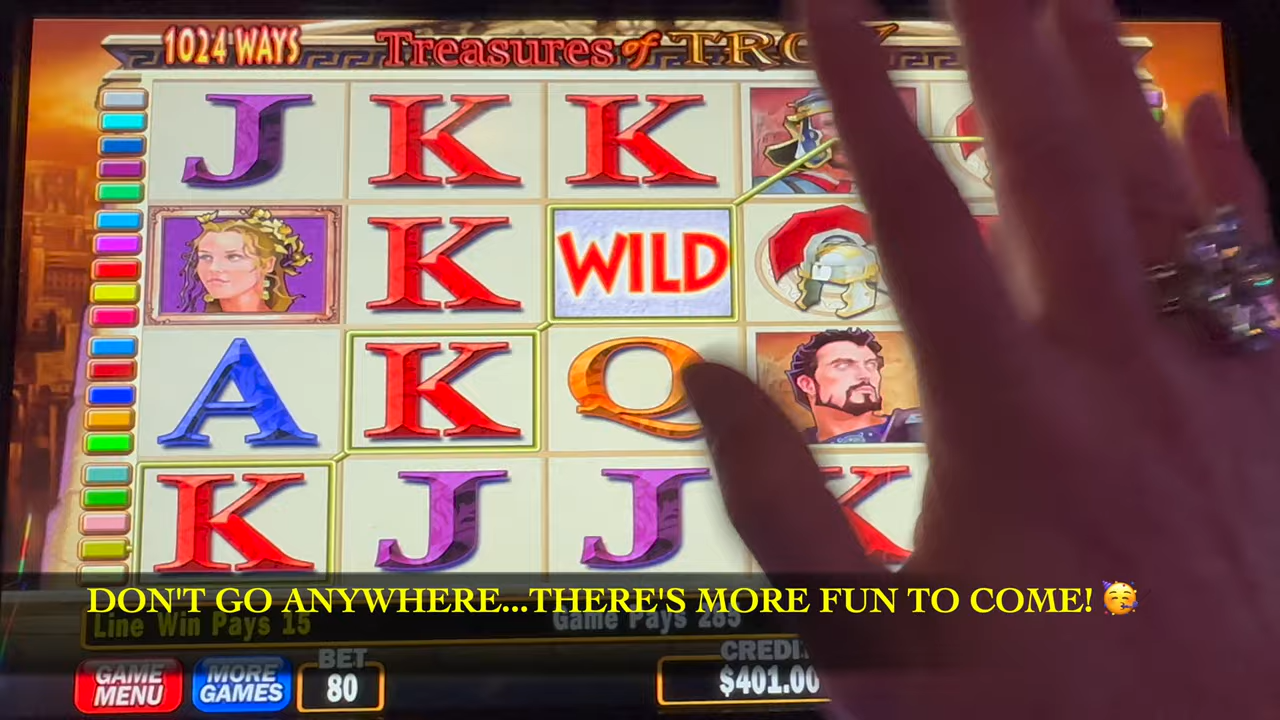 1024 WAYS
Treasures of TRO
J K K
K WILD
A K Q
K J J K
DON'T GO ANYWHERE...THERE'S MORE FUN TO COME! 🥳
Line Win Pays 15
Game Pays 285
GAME MENU
MORE GAMES
BET
80
CREDI
$401.00